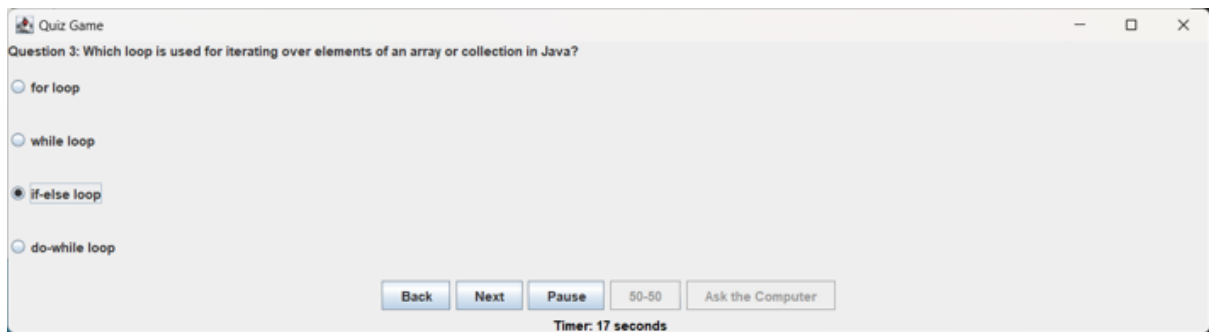 Quiz Game
Question 3: Which loop is used for iterating over elements of an array or collection in Java?
for loop
while loop
if-else loop
do-while loop
Back Next Pause 50-50 Ask the Computer
Timer: 17 seconds